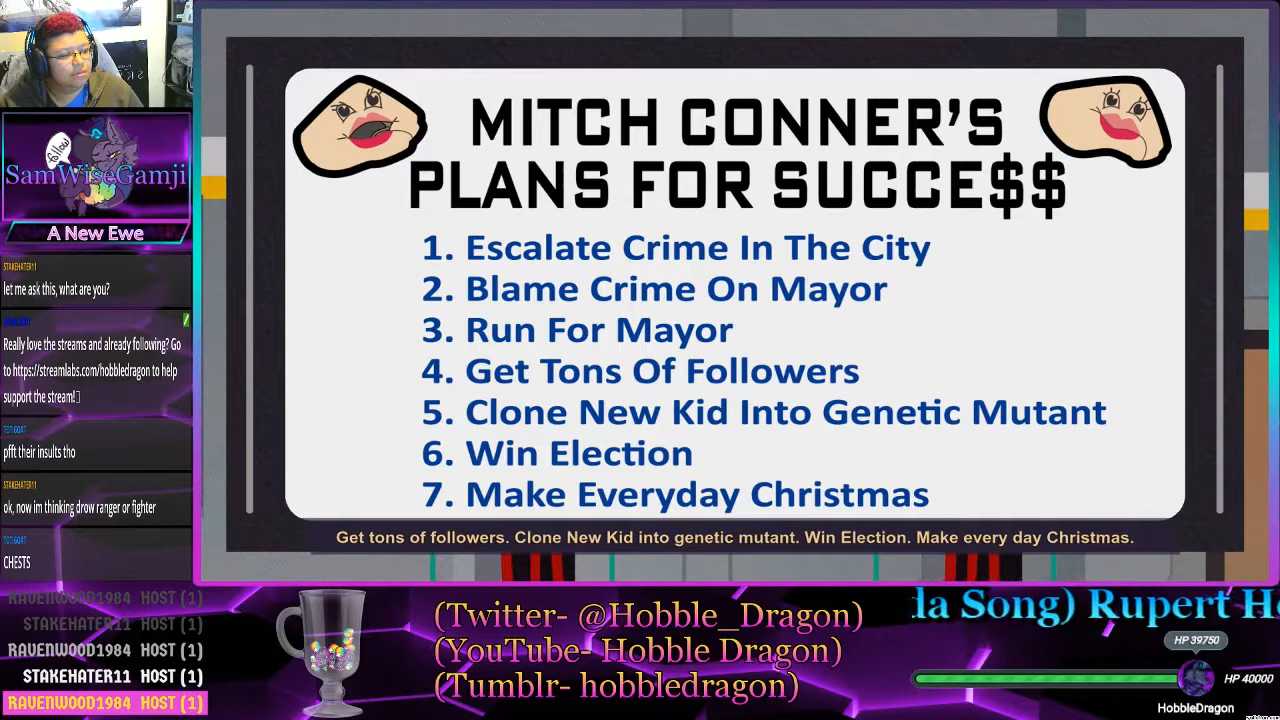 MITCH CONNER'S
PLANS FOR SUCCE$$
1. Escalate Crime In The City
2. Blame Crime On Mayor
3. Run For Mayor
4. Get Tons Of Followers
5. Clone New Kid Into Genetic Mutant
6. Win Election
7. Make Everyday Christmas
Get tons of followers. Clone New Kid into genetic mutant. Win Election. Make every day Christmas.
follow
SamWiseGamji
A New Ewe
STAKEHATER11
let me ask this, what are you?
Really love the streams and already following? Go
to https://streamlabs.com/hobbledragon to help
support the stream!
TOTIGOAT
pfft their insults tho
STAKEHATER11
ok, now im thinking drow ranger or fighter
TOTIGOAT
CHESTS
RAVENWOOD1984 HOST (1)
STAKEHATER11 HOST (1)
RAVENWOOD1984 HOST (1)
STAKEHATER11 HOST (1)
RAVENWOOD1984 HOST (1)
(Twitter- @Hobble_Dragon)
(YouTube- Hobble Dragon)
(Tumblr- hobbledragon)
la Song) Rupert H
HP 39750
HP 40000
HobbleDragon